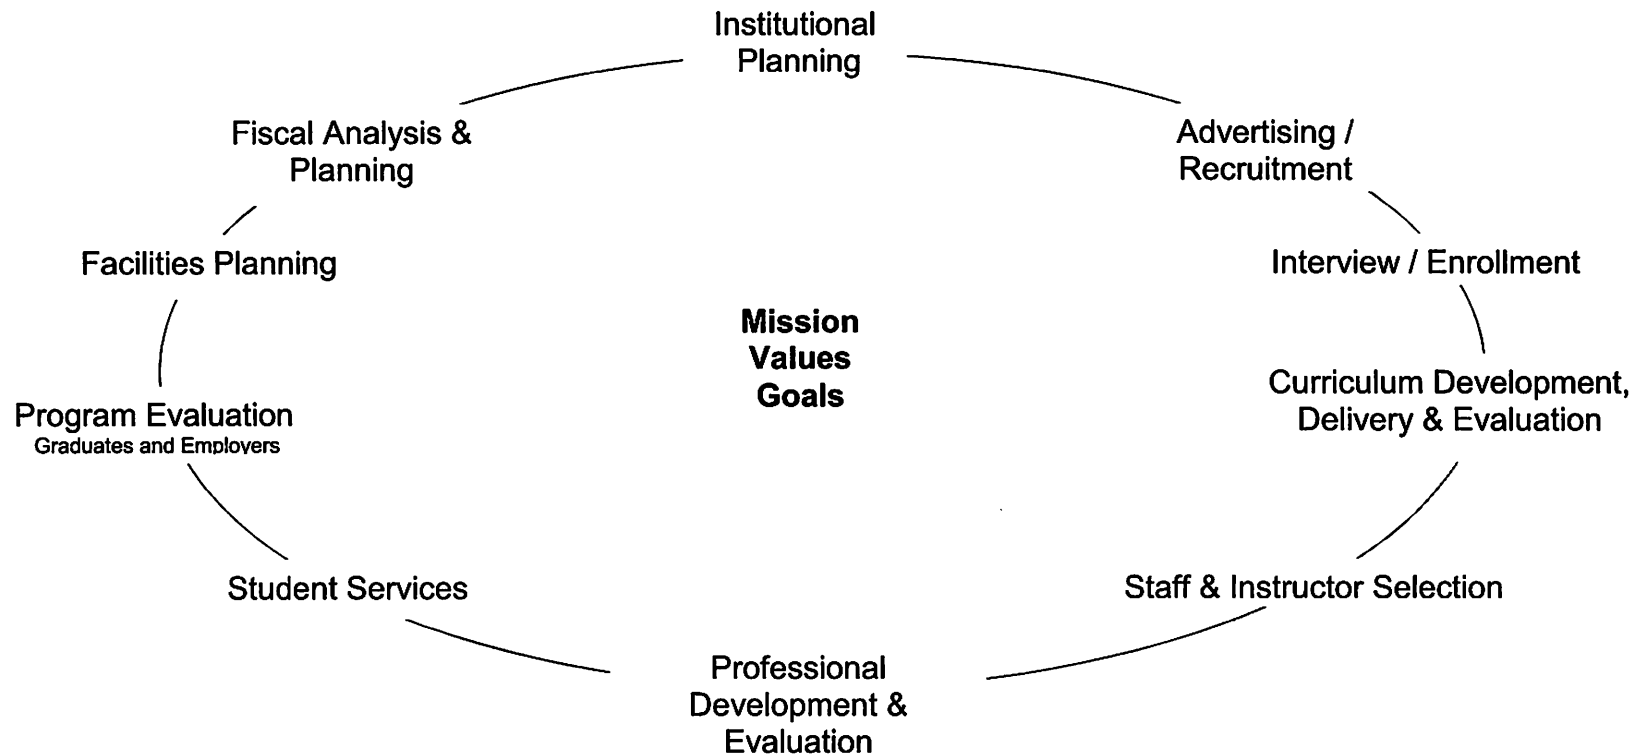 Institutional
Planning
Fiscal Analysis &
Planning
Advertising /
Recruitment
Facilities Planning
Interview / Enrollment
Mission
Values
Goals
Curriculum Development,
Delivery & Evaluation
Program Evaluation
Graduates and Employers
Student Services
Staff & Instructor Selection
Professional
Development &
Evaluation